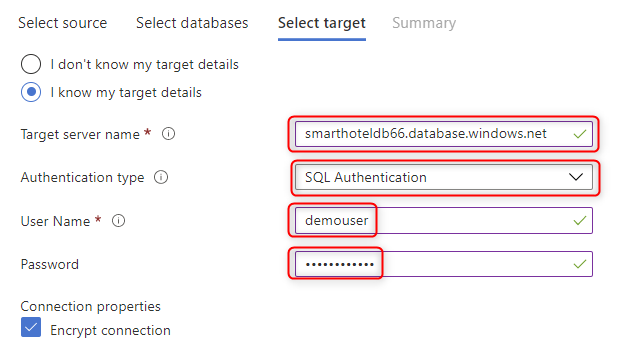 Select source Select databases Select target Summary
I don't know my target details
I know my target details
Target server name * smarthoteldb66.database.windows.net
Authentication type SQL Authentication
User Name * demouser
Password ••••••••••••
Connection properties
Encrypt connection